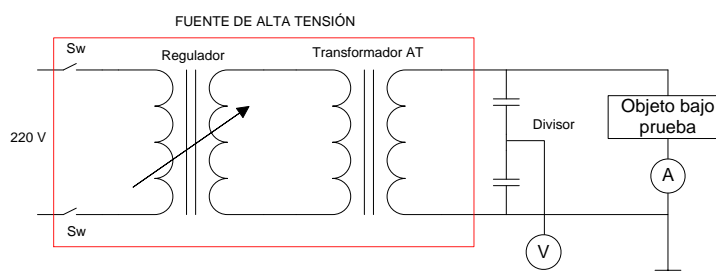 FUENTE DE ALTA TENSIÓN
Sw
Regulador
Transformador AT
220 V
Divisor
Objeto bajo
prueba
A
Sw
V